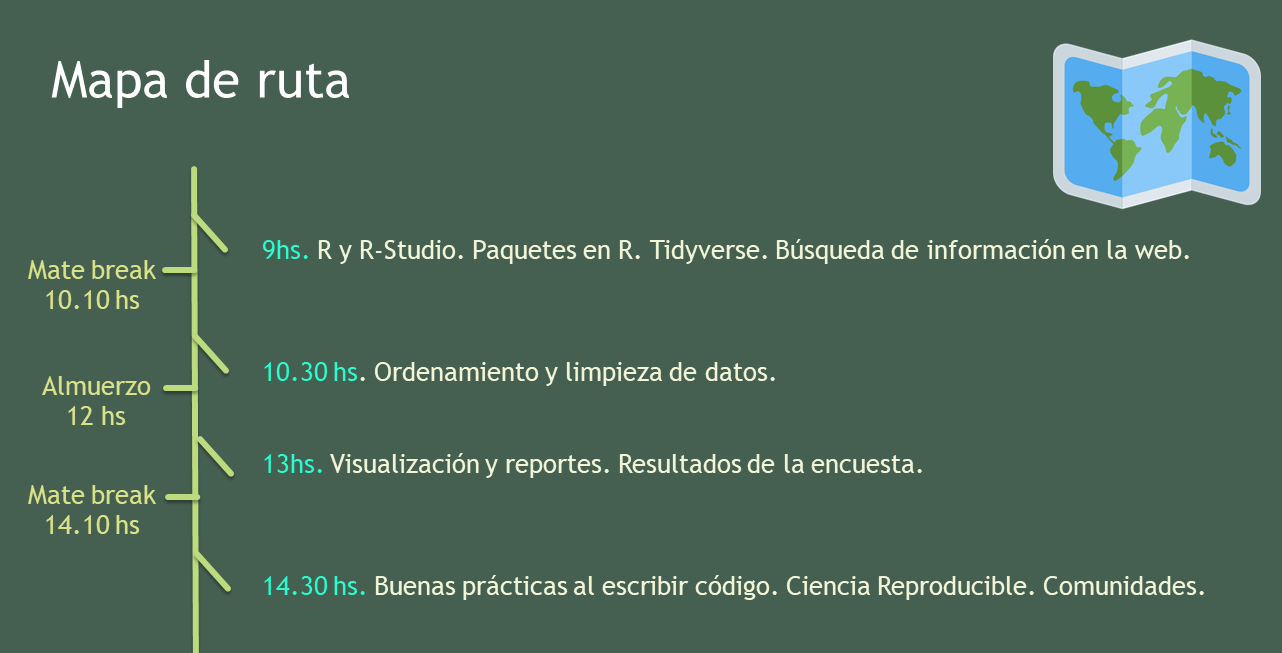 Mapa de ruta
9hs. R y R-Studio. Paquetes en R. Tidyverse. Búsqueda de información en la web.
Mate break
10.10 hs
10.30 hs. Ordenamiento y limpieza de datos.
Almuerzo
12 hs
13hs. Visualización y reportes. Resultados de la encuesta.
Mate break
14.10 hs
14.30 hs. Buenas prácticas al escribir código. Ciencia Reproducible. Comunidades.